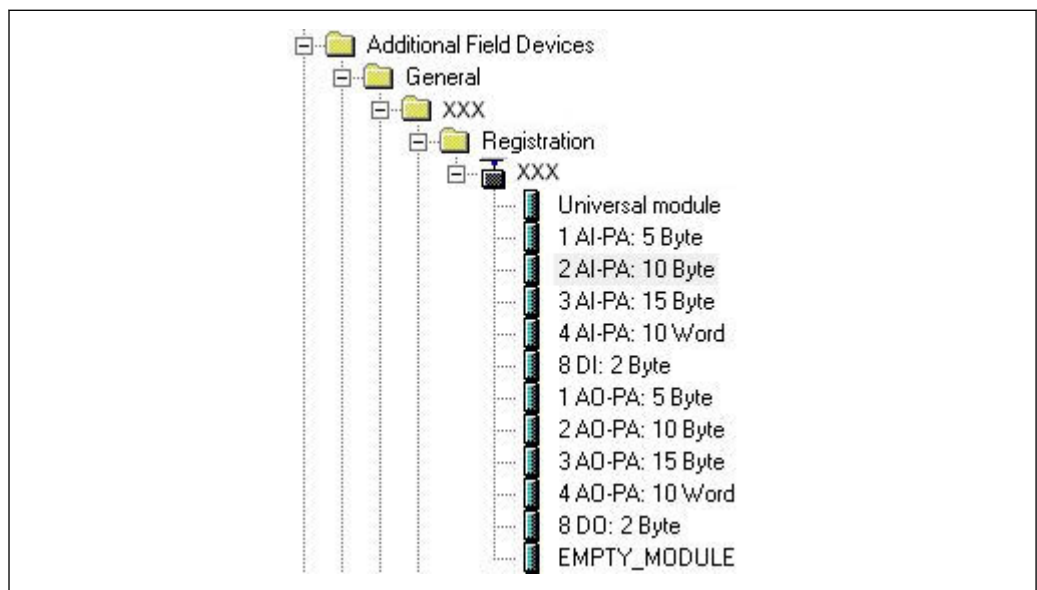 Additional Field Devices
General
XXX
Registration
XXX
Universal module
1 AI-PA: 5 Byte
2 AI-PA: 10 Byte
3 AI-PA: 15 Byte
4 AI-PA: 10 Word
8 DI: 2 Byte
1 AO-PA: 5 Byte
2 AO-PA: 10 Byte
3 AO-PA: 15 Byte
4 AO-PA: 10 Word
8 DO: 2 Byte
EMPTY_MODULE